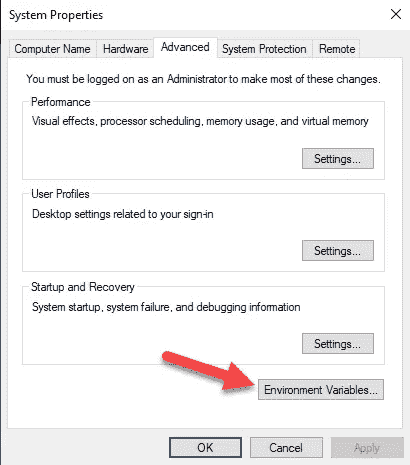 System Properties
Computer Name Hardware Advanced System Protection Remote
You must be logged on as an Administrator to make most of these changes.
Performance
Visual effects, processor scheduling, memory usage, and virtual memory
Settings...
User Profiles
Desktop settings related to your sign-in
Settings...
Startup and Recovery
System startup, system failure, and debugging information
Settings...
Environment Variables...
OK Cancel Apply